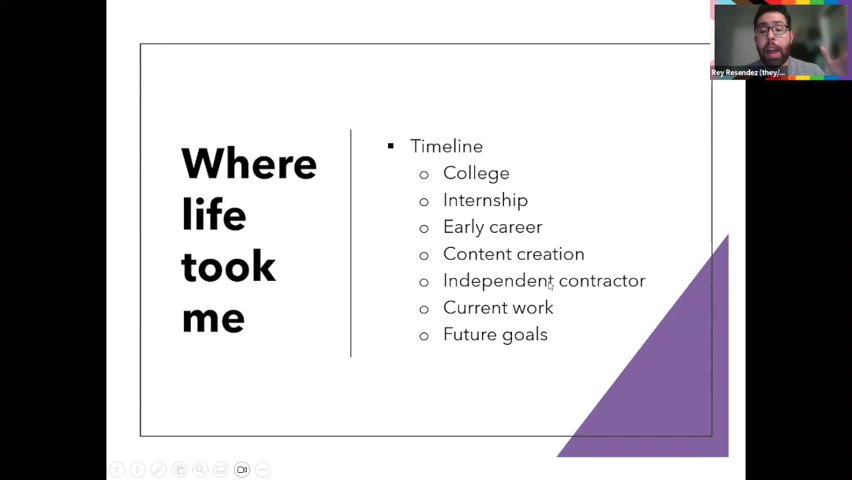 Rey Resendez (they/...
Where
life
took
me
Timeline
College
Internship
Early career
Content creation
Independent contractor
Current work
Future goals